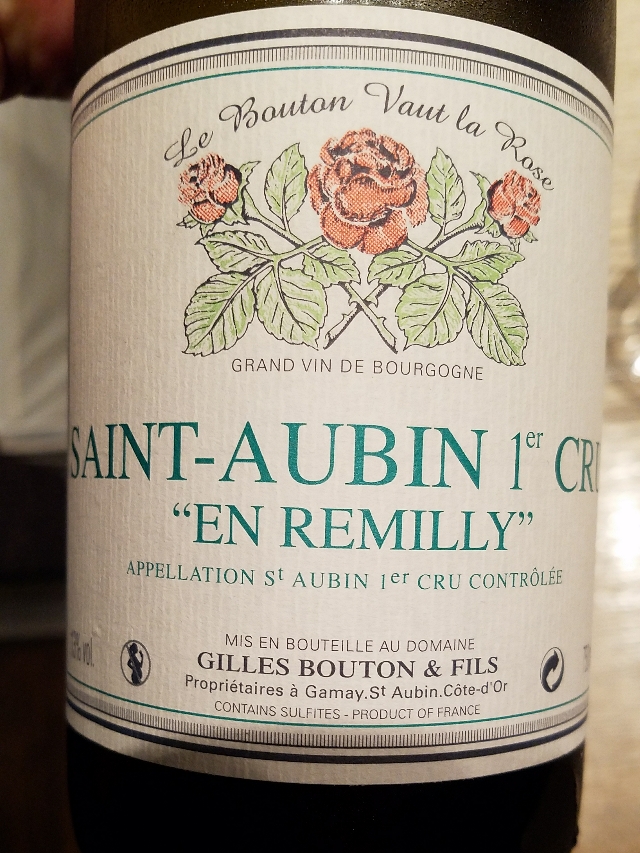 Le Bouton Vaut la Rose
GRAND VIN DE BOURGOGNE
SAINT-AUBIN 1er CRU
“EN REMILLY”
APPELLATION St AUBIN 1er CRU CONTRÔLÉE
MIS EN BOUTEILLE AU DOMAINE
GILLES BOUTON & FILS
Propriétaires à Gamay.St Aubin.Côte-d'Or
CONTAINS SULFITES - PRODUCT OF FRANCE